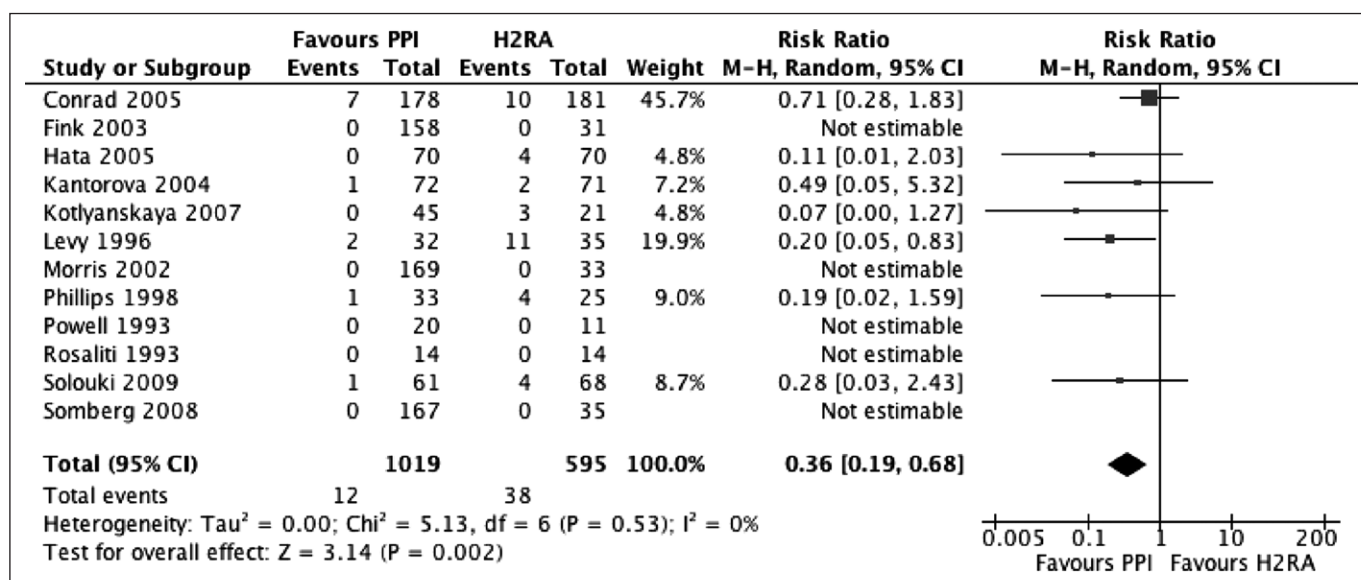 Favours PPI H2RA Risk Ratio Risk Ratio
Study or Subgroup Events Total Events Total Weight M-H, Random, 95% CI M-H, Random, 95% CI
Conrad 2005 7 178 10 181 45.7% 0.71 [0.28, 1.83]
Fink 2003 0 158 0 31 Not estimable
Hata 2005 0 70 4 70 4.8% 0.11 [0.01, 2.03]
Kantorova 2004 1 72 2 71 7.2% 0.49 [0.05, 5.32]
Kotlyanskaya 2007 0 45 3 21 4.8% 0.07 [0.00, 1.27]
Levy 1996 2 32 11 35 19.9% 0.20 [0.05, 0.83]
Morris 2002 0 169 0 33 Not estimable
Phillips 1998 1 33 4 25 9.0% 0.19 [0.02, 1.59]
Powell 1993 0 20 0 11 Not estimable
Rosaliti 1993 0 14 0 14 Not estimable
Solouki 2009 1 61 4 68 8.7% 0.28 [0.03, 2.43]
Somberg 2008 0 167 0 35 Not estimable
Total (95% CI) 1019 595 100.0% 0.36 [0.19, 0.68]
Total events 12 38
Heterogeneity: Tau² = 0.00; Chi² = 5.13, df = 6 (P = 0.53); I² = 0%
Test for overall effect: Z = 3.14 (P = 0.002)
0.005 0.1 1 10 200
Favours PPI Favours H2RA